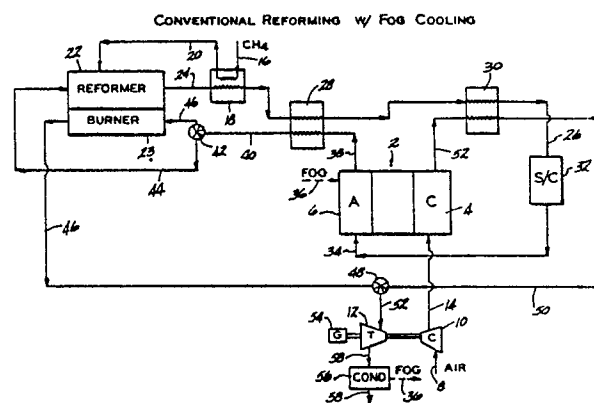 CONVENTIONAL REFORMING W/ FOG COOLING
CH4
20
16
22
24
REFORMER
18
28
30
BURNER
46
23
42
40
38
52
2
26
S/C
32
44
FOG
36
A
C
6
4
34
46
48
50
52
14
54
G
12
T
C
10
58
FOG
AIR
8
56
COND
36
58